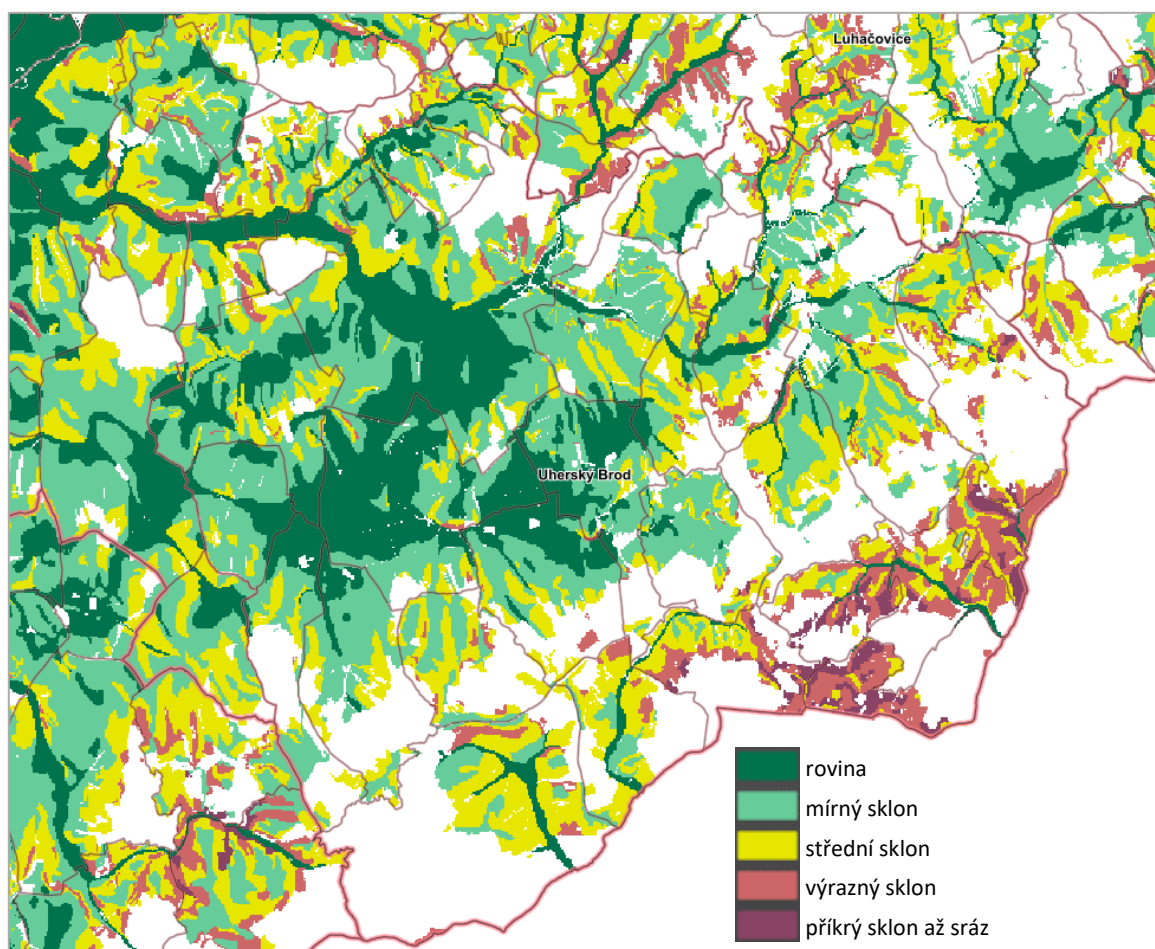 Luhačovice
Uherský Brod
rovina
mírný sklon
střední sklon
výrazný sklon
příkrý sklon až sráz